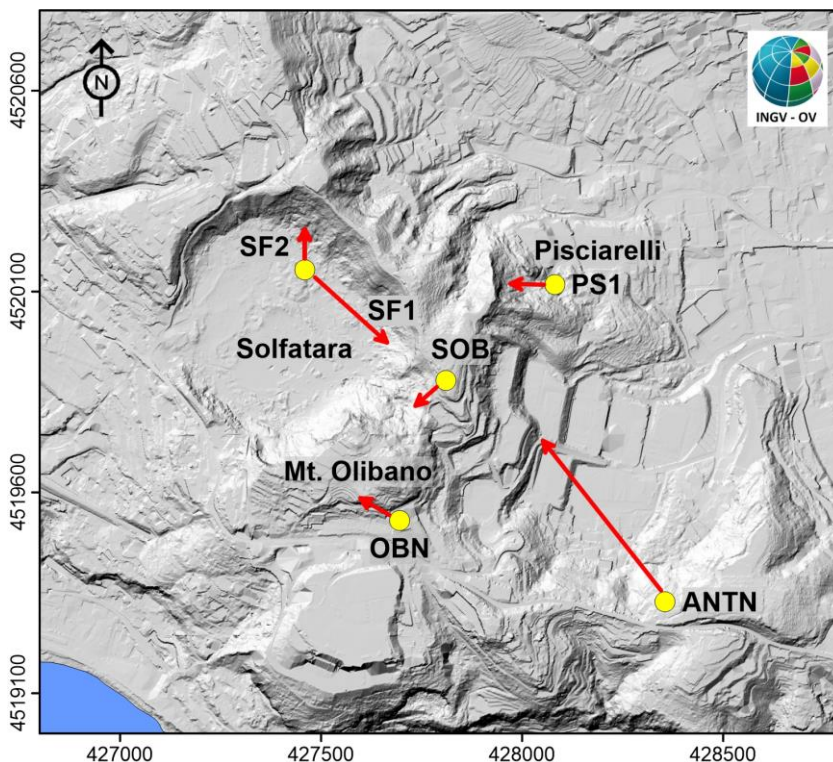 4520600
N
INGV - OV
SF2
Pisciarelli
4520100
PS1
SF1
Solfatara
SOB
Mt. Olibano
4519600
OBN
ANTN
4519100
427000
427500
428000
428500